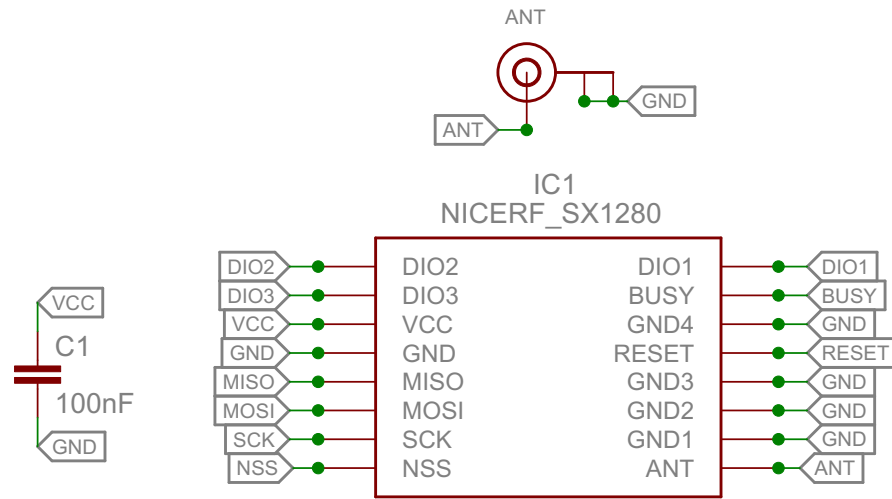 ANT
GND
ANT
IC1
NICERF_SX1280
DIO2 DIO2 DIO1 DIO1
DIO3 DIO3 BUSY BUSY
VCC VCC GND4 GND
GND GND RESET RESET
MISO MISO GND3 GND
MOSI MOSI GND2 GND
SCK SCK GND1 GND
NSS NSS ANT ANT
VCC
C1
100nF
GND